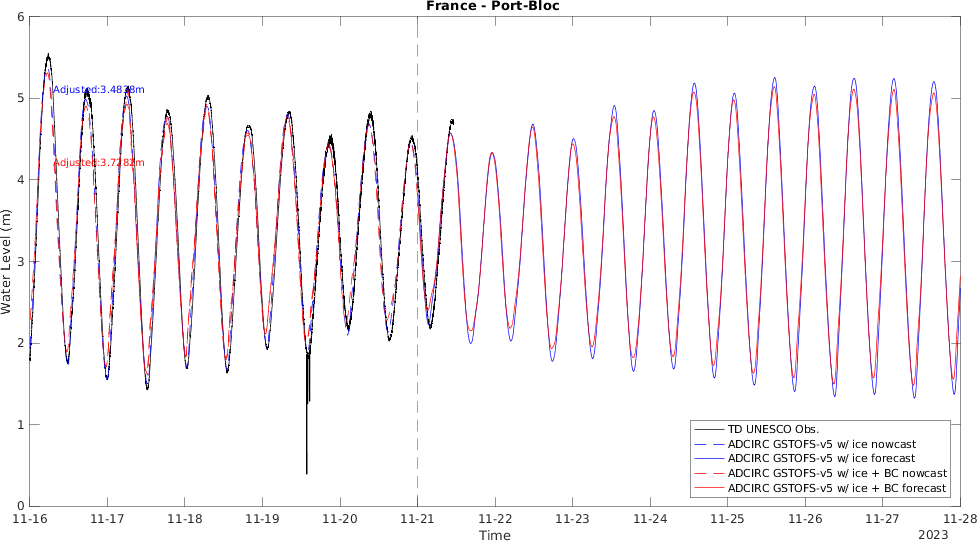 France - Port-Bloc
6
5
4
3
2
1
0
Water Level (m)
Adjusted:3.4838m
Adjusted:3.7282m
TD UNESCO Obs.
ADCIRC GSTOFS-v5 w/ ice nowcast
ADCIRC GSTOFS-v5 w/ ice forecast
ADCIRC GSTOFS-v5 w/ ice + BC nowcast
ADCIRC GSTOFS-v5 w/ ice + BC forecast
11-16 11-17 11-18 11-19 11-20 11-21 11-22 11-23 11-24 11-25 11-26 11-27 11-28
Time
2023